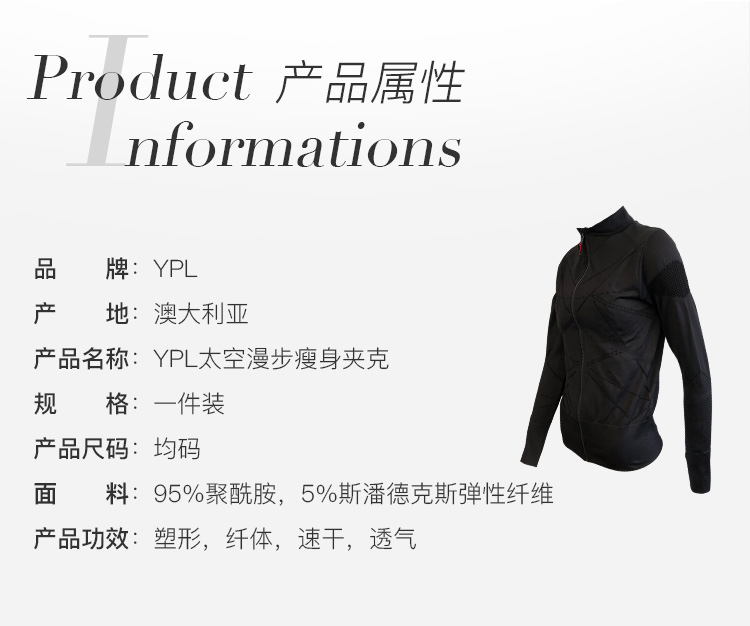 Product 产品属性
Informations
品 牌：YPL
产 地：澳大利亚
产品名称：YPL太空漫步瘦身夹克
规 格：一件装
产品尺码：均码
面 料：95%聚酰胺，5%斯潘德克斯弹性纤维
产品功效：塑形，纤体，速干，透气